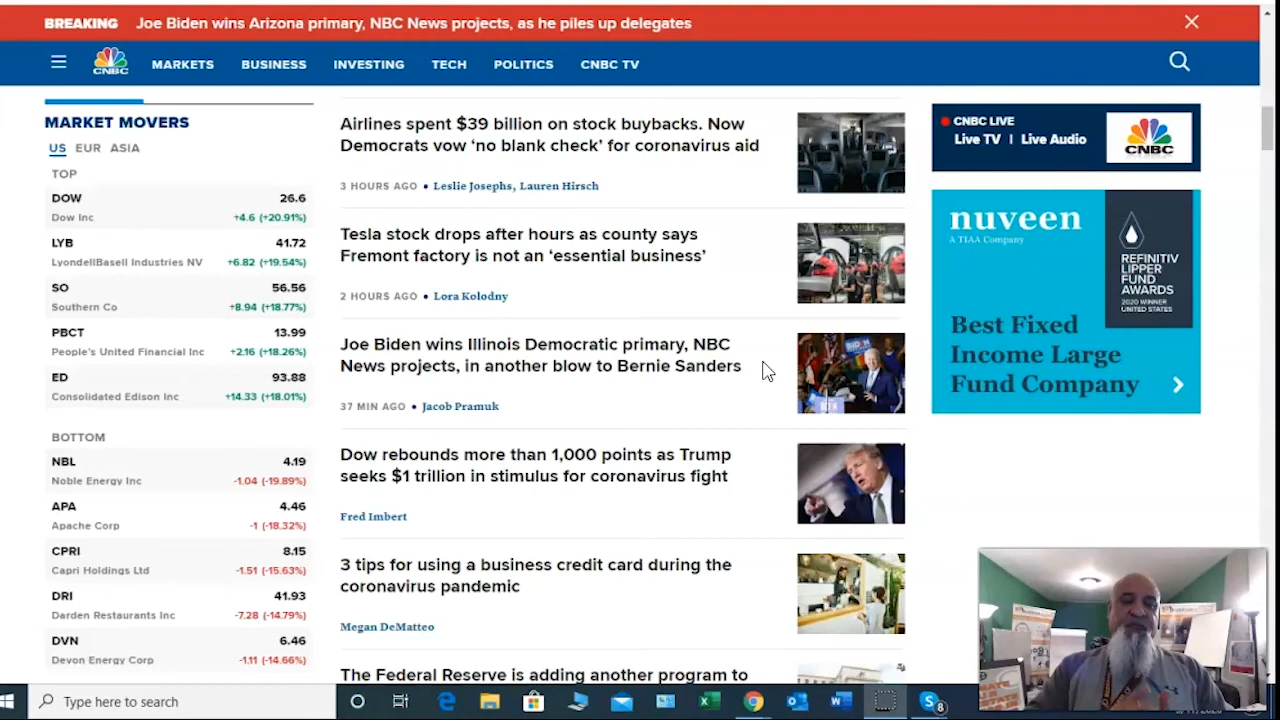 BREAKING Joe Biden wins Arizona primary, NBC News projects, as he piles up delegates
CNBC MARKETS BUSINESS INVESTING TECH POLITICS CNBC TV
MARKET MOVERS
US EUR ASIA
TOP
DOW 26.6
Dow Inc +4.6 (+20.91%)
LYB 41.72
LyondellBasell Industries NV +6.82 (+19.54%)
SO 56.56
Southern Co +8.94 (+18.77%)
PBCT 13.99
People's United Financial Inc +2.16 (+18.26%)
ED 93.88
Consolidated Edison Inc +14.33 (+18.01%)
BOTTOM
NBL 4.19
Noble Energy Inc -1.04 (-19.89%)
APA 4.46
Apache Corp -1 (-18.32%)
CPRI 8.15
Capri Holdings Ltd -1.51 (-15.63%)
DRI 41.93
Darden Restaurants Inc -7.28 (-14.79%)
DVN 6.46
Devon Energy Corp -1.11 (-14.66%)
Airlines spent $39 billion on stock buybacks. Now
Democrats vow ‘no blank check’ for coronavirus aid
3 HOURS AGO • Leslie Josephs, Lauren Hirsch
Tesla stock drops after hours as county says
Fremont factory is not an ‘essential business’
2 HOURS AGO • Lora Kolodny
Joe Biden wins Illinois Democratic primary, NBC
News projects, in another blow to Bernie Sanders
37 MIN AGO • Jacob Pramuk
Dow rebounds more than 1,000 points as Trump
seeks $1 trillion in stimulus for coronavirus fight
Fred Imbert
3 tips for using a business credit card during the
coronavirus pandemic
Megan DeMatteo
The Federal Reserve is adding another program to
CNBC LIVE
Live TV | Live Audio
CNBC
nuveen
A TIAA Company
REFINITIV
LIPPER
FUND
AWARDS
2020 WINNER
UNITED STATES
Best Fixed
Income Large
Fund Company
BIDEN
Type here to search
8